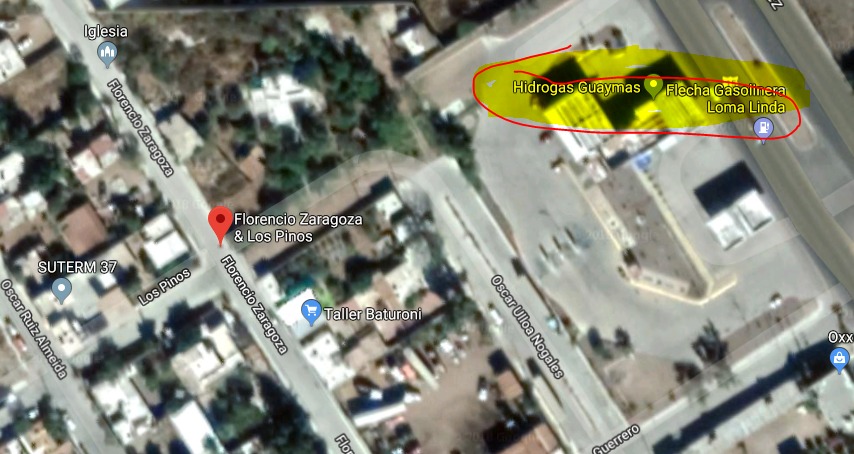 Iglesia
Florencio Zaragoza
Hidrogas Guaymas
Flecha Gasolinera
Loma Linda
Florencio Zaragoza
& Los Pinos
SUTERM 37
Los Pinos
Florencio Zaragoza
Oscar Ruiz Almeida
Taller Baturoni
Oscar Ulloa Nogales
Oxx
Guerrero
Flo